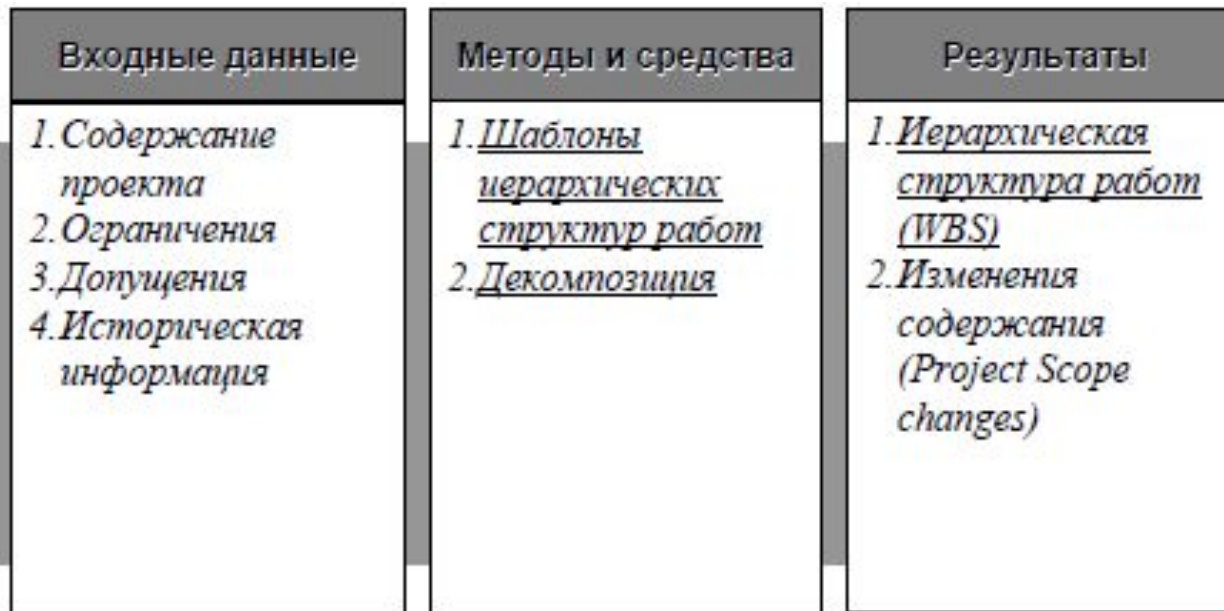 Входные данные
1. Содержание
проекта
2. Ограничения
3. Допущения
4. Историческая
информация
Методы и средства
1. Шаблоны
иерархических
структур работ
2. Декомпозиция
Результаты
1. Иерархическая
структура работ
(WBS)
2. Изменения
содержания
(Project Scope
changes)